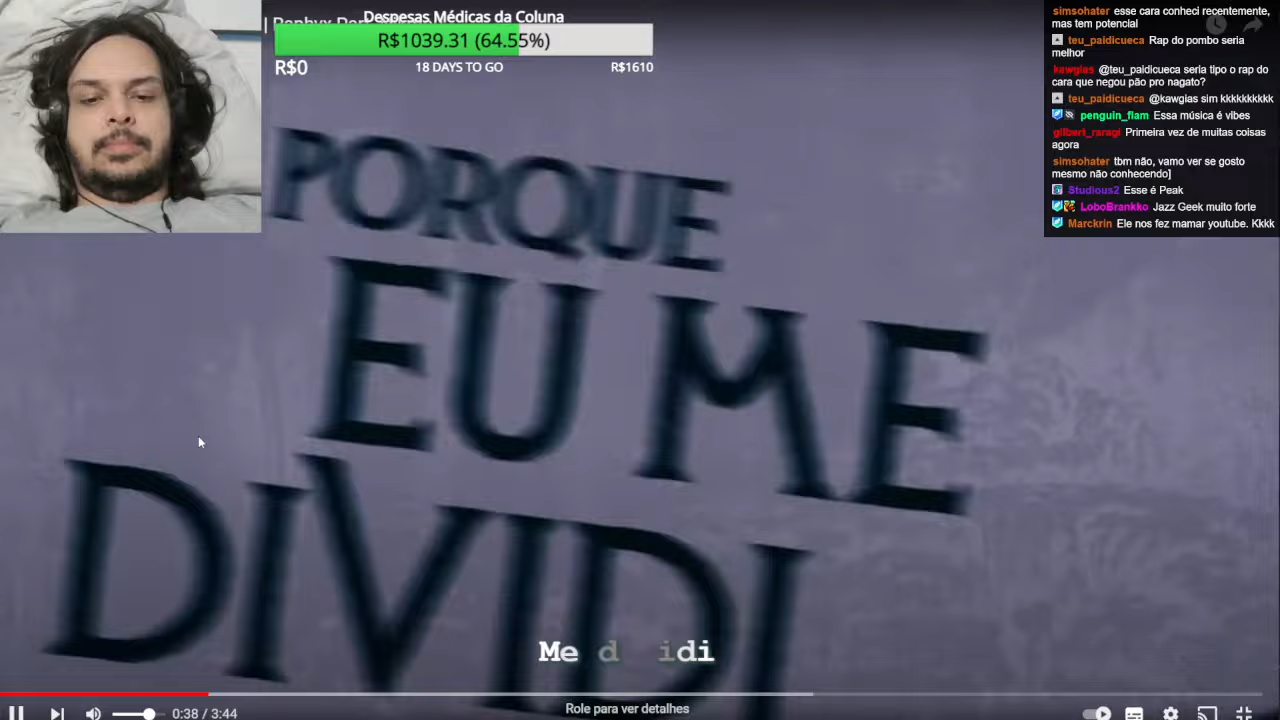 Despesas Médicas da Coluna
R$1039.31 (64.55%)
R$0
18 DAYS TO GO
R$1610
simsohater esse cara conheci recentemente,
mas tem potencial
teu_paidicueca Rap do pombo seria
melhor
kawgias @teu_paidicueca seria tipo o rap do
cara que negou pão pro nagato?
teu_paidicueca @kawgias sim kkkkkkkkkk
penguin_flam Essa música é vibes
gilbert_raragi Primeira vez de muitas coisas
agora
simsohater tbm não, vamo ver se gosto
mesmo não conhecendo]
Studious2 Esse é Peak
LoboBrankko Jazz Geek muito forte
Marckrin Ele nos fez mamar youtube. Kkkk
PORQUE
EU ME
DIVIDI
Me d idi
Role para ver detalhes
0:38 / 3:44